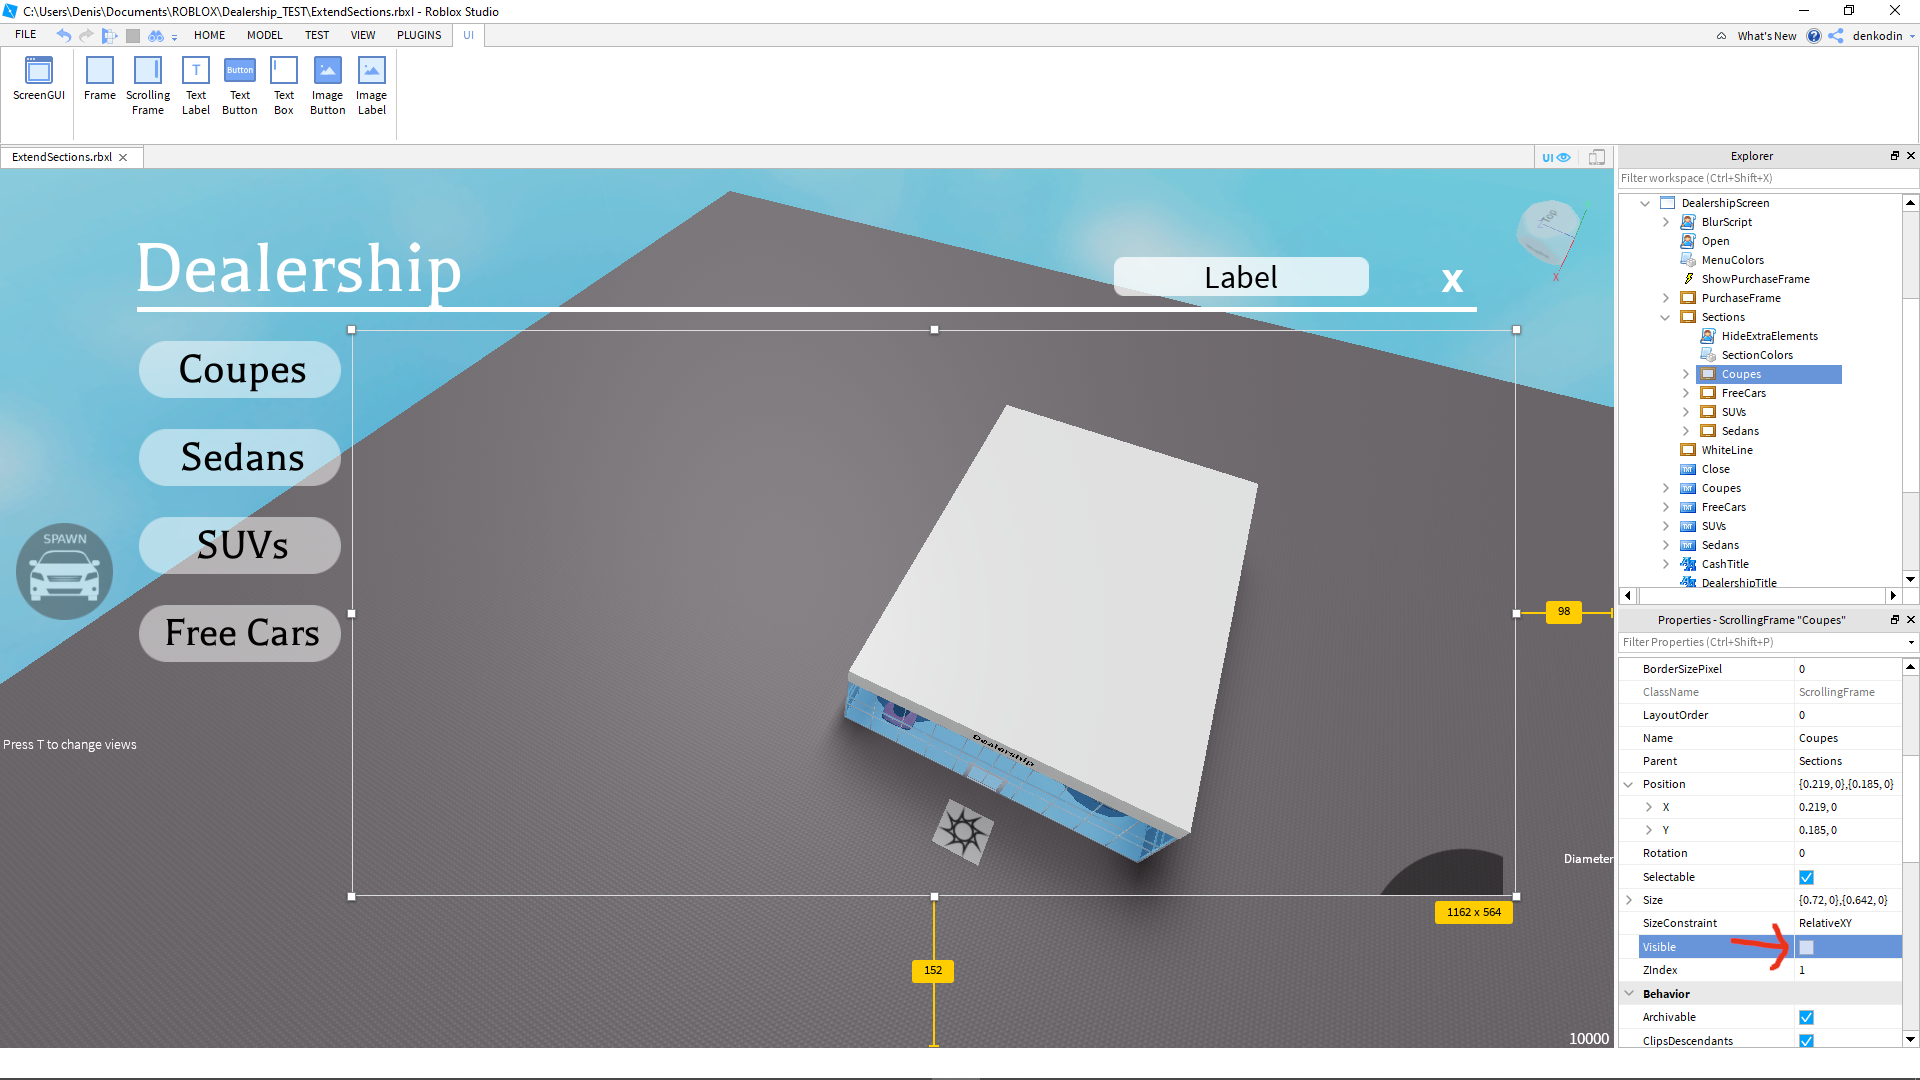 C:\Users\Denis\Documents\ROBLOX\Dealership_TEST\ExtendSections.rbxl - Roblox Studio
FILE HOME MODEL TEST VIEW PLUGINS UI What's New denkodin
ScreenGUI
Frame
Scrolling
Frame
Text
Label
Button
Text
Button
Text
Box
Image
Button
Image
Label
T
ExtendSections.rbxl
UI
Dealership
Label
X
Coupes
Sedans
SUVs
Free Cars
SPAWN
Press T to change views
Top
X
Dealership
98
Diameter
1162 x 564
152
10000
Explorer
Filter workspace (Ctrl+Shift+X)
DealershipScreen
BlurScript
Open
MenuColors
ShowPurchaseFrame
PurchaseFrame
Sections
HideExtraElements
SectionColors
Coupes
FreeCars
SUVs
Sedans
WhiteLine
TXT Close
TXT Coupes
TXT FreeCars
TXT SUVs
TXT Sedans
CashTitle
DealershipTitle
Properties - ScrollingFrame "Coupes"
Filter Properties (Ctrl+Shift+P)
BorderSizePixel 0
ClassName ScrollingFrame
LayoutOrder 0
Name Coupes
Parent Sections
Position {0.219, 0},{0.185, 0}
X 0.219, 0
Y 0.185, 0
Rotation 0
Selectable
Size {0.72, 0},{0.642, 0}
SizeConstraint RelativeXY
Visible
ZIndex 1
Behavior
Archivable
ClipsDescendants